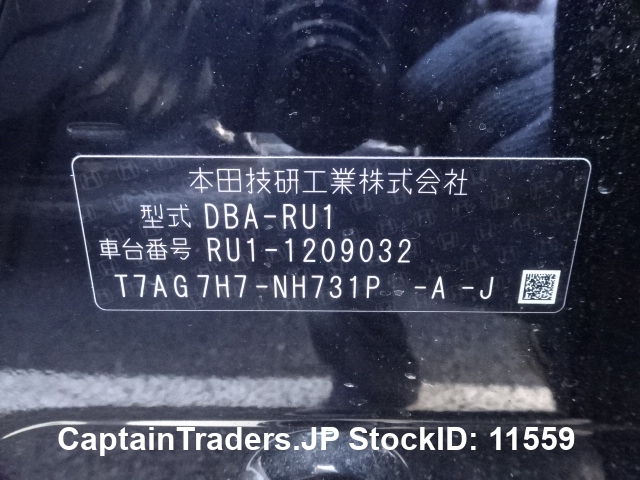 本田技研工業株式会社
型式 DBA-RU1
車台番号 RU1-1209032
T7AG7H7-NH731P -A -J
CaptainTraders.JP StockID: 11559